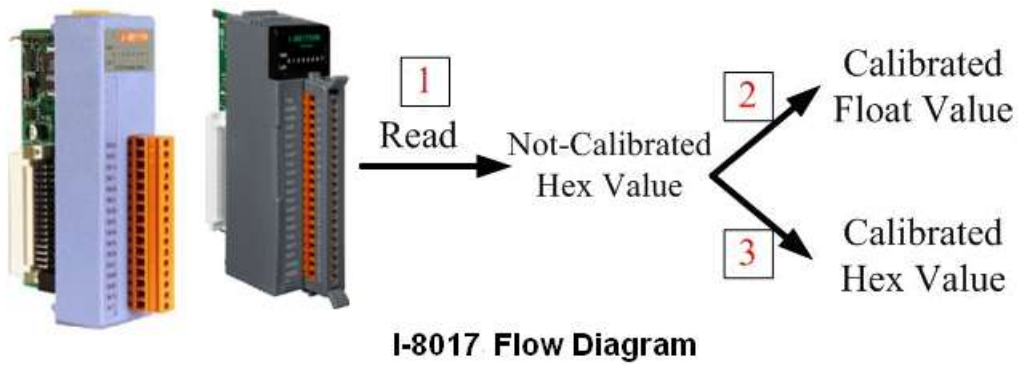 1
Read
Not-Calibrated
Hex Value
2
Calibrated
Float Value
3
Calibrated
Hex Value
I-8017 Flow Diagram